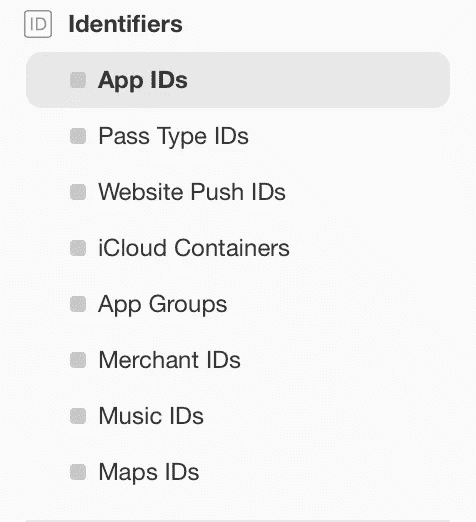 ID Identifiers
App IDs
Pass Type IDs
Website Push IDs
iCloud Containers
App Groups
Merchant IDs
Music IDs
Maps IDs